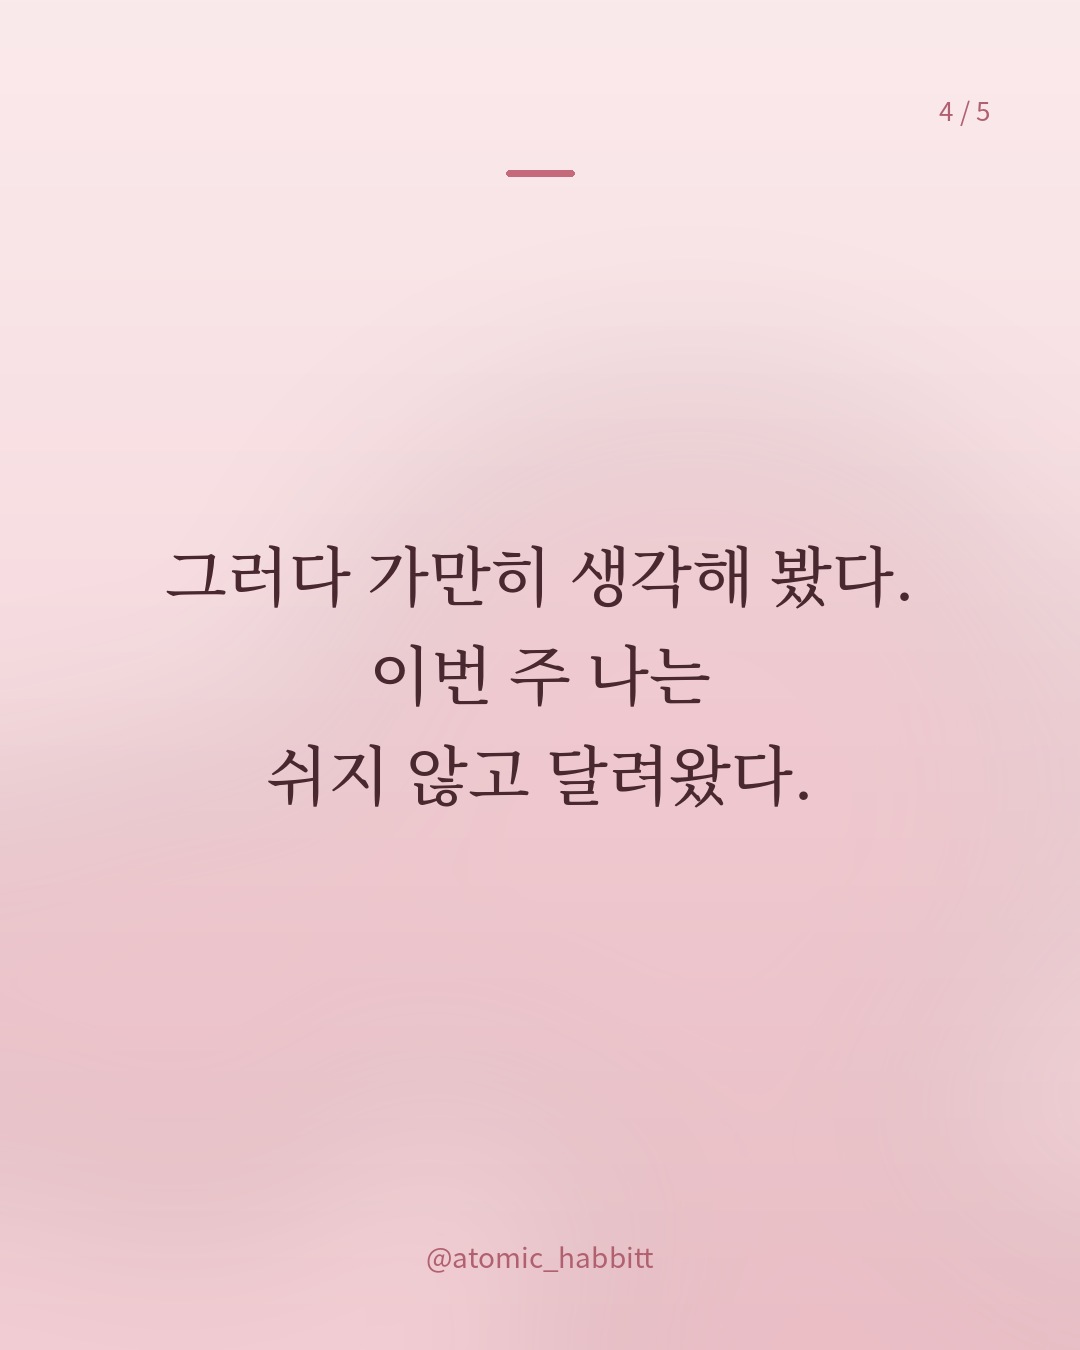 4 / 5
그러다 가만히 생각해 봤다.
이번 주 나는
쉬지 않고 달려왔다.
@atomic_habbitt